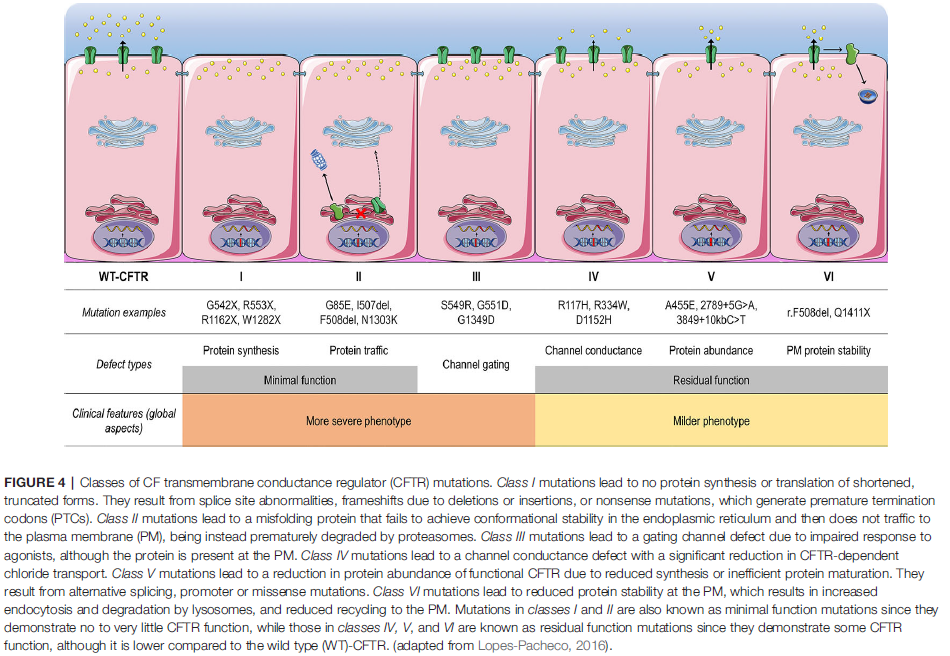 WT-CFTR I II III IV V VI
Mutation examples
G542X, R553X,
R1162X, W1282X
G85E, I507del,
F508del, N1303K
S549R, G551D,
G1349D
R117H, R334W,
D1152H
A455E, 2789+5G>A,
3849+10kbC>T
r.F508del, Q1411X
Defect types
Protein synthesis
Protein traffic
Channel gating
Channel conductance
Protein abundance
PM protein stability
Minimal function
Residual function
Clinical features (global
aspects)
More severe phenotype
Milder phenotype
FIGURE 4 | Classes of CF transmembrane conductance regulator (CFTR) mutations. Class I mutations lead to no protein synthesis or translation of shortened,
truncated forms. They result from splice site abnormalities, frameshifts due to deletions or insertions, or nonsense mutations, which generate premature termination
codons (PTCs). Class II mutations lead to a misfolding protein that fails to achieve conformational stability in the endoplasmic reticulum and then does not traffic to
the plasma membrane (PM), being instead prematurely degraded by proteasomes. Class III mutations lead to a gating channel defect due to impaired response to
agonists, although the protein is present at the PM. Class IV mutations lead to a channel conductance defect with a significant reduction in CFTR-dependent
chloride transport. Class V mutations lead to a reduction in protein abundance of functional CFTR due to reduced synthesis or inefficient protein maturation. They
result from alternative splicing, promoter or missense mutations. Class VI mutations lead to reduced protein stability at the PM, which results in increased
endocytosis and degradation by lysosomes, and reduced recyding to the PM. Mutations in classes I and II are also known as minimal function mutations since they
demonstrate no to very little CFTR function, while those in classes IV, V, and VI are known as residual function mutations since they demonstrate some CFTR
function, although it is lower compared to the wild type (WT)-CFTR. (adapted from Lopes-Pacheco, 2016).